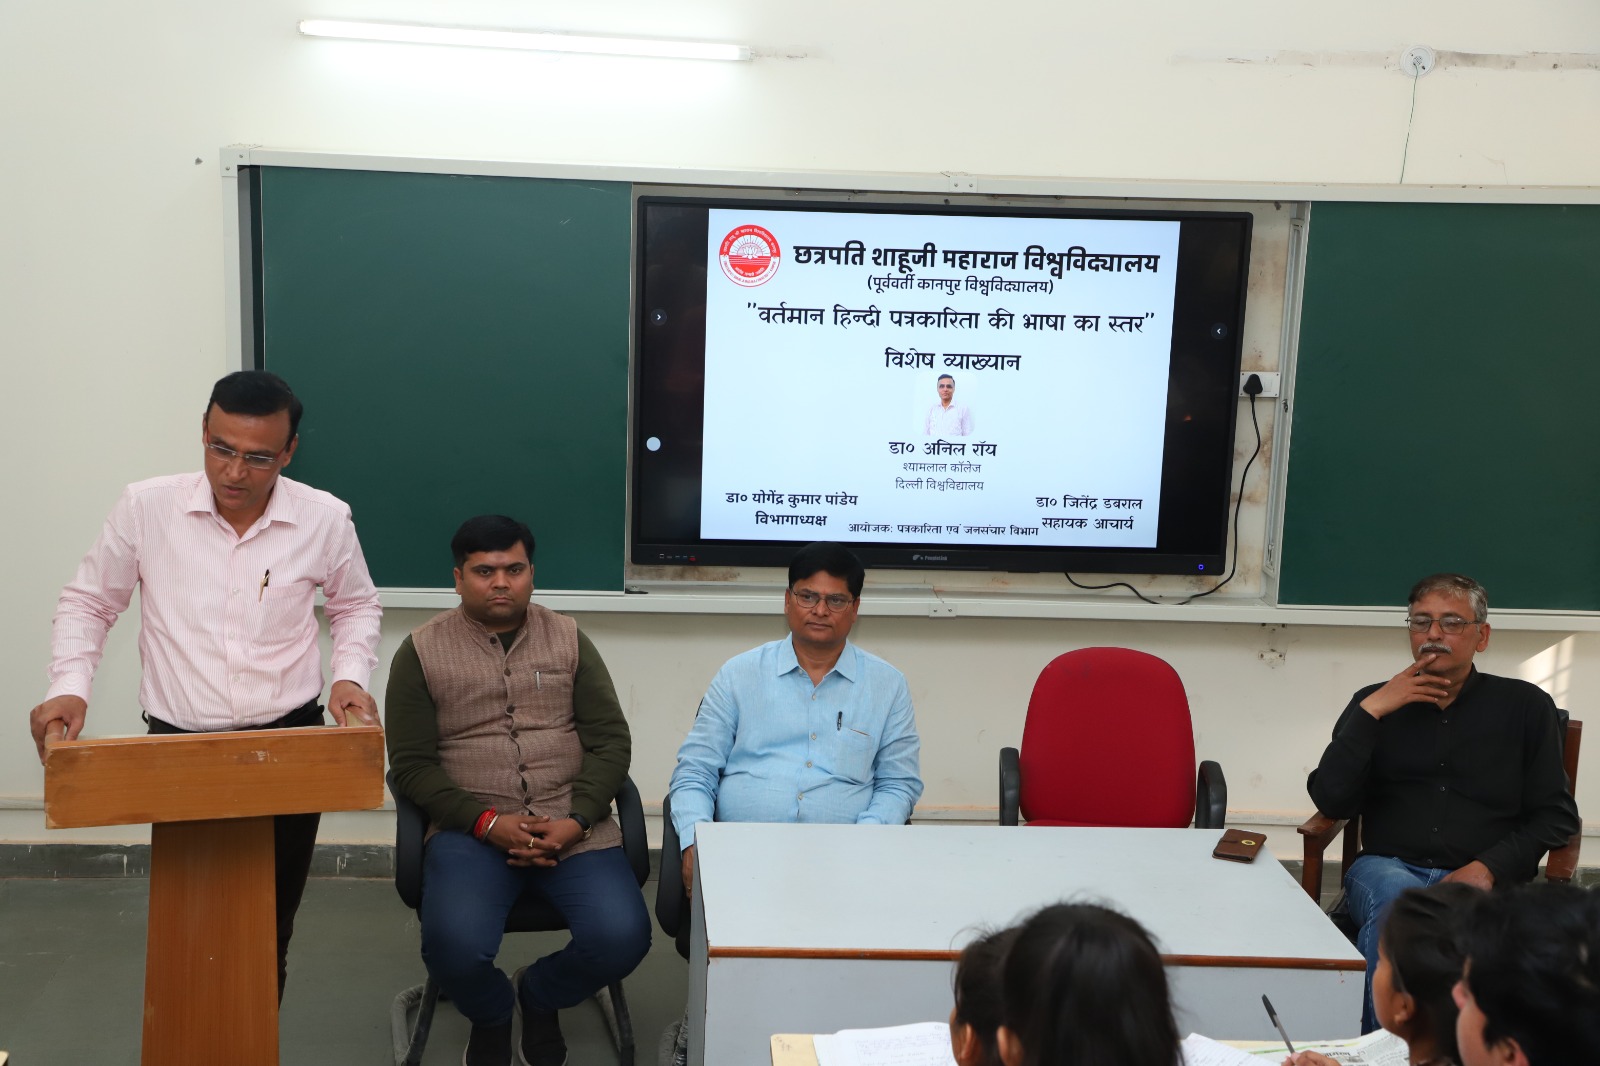 छत्रपति शाहूजी महाराज विश्वविद्यालय
(पूर्ववर्ती कानपुर विश्वविद्यालय)
"वर्तमान हिन्दी पत्रकारिता की भाषा का स्तर"
विशेष व्याख्यान
डा० अनिल रॉय
श्यामलाल कॉलेज
दिल्ली विश्वविद्यालय
डा० योगेंद्र कुमार पांडेय
विभागाध्यक्ष
डा० जितेंद्र डबराल
सहायक आचार्य
आयोजकः पत्रकारिता एवं जनसंचार विभाग